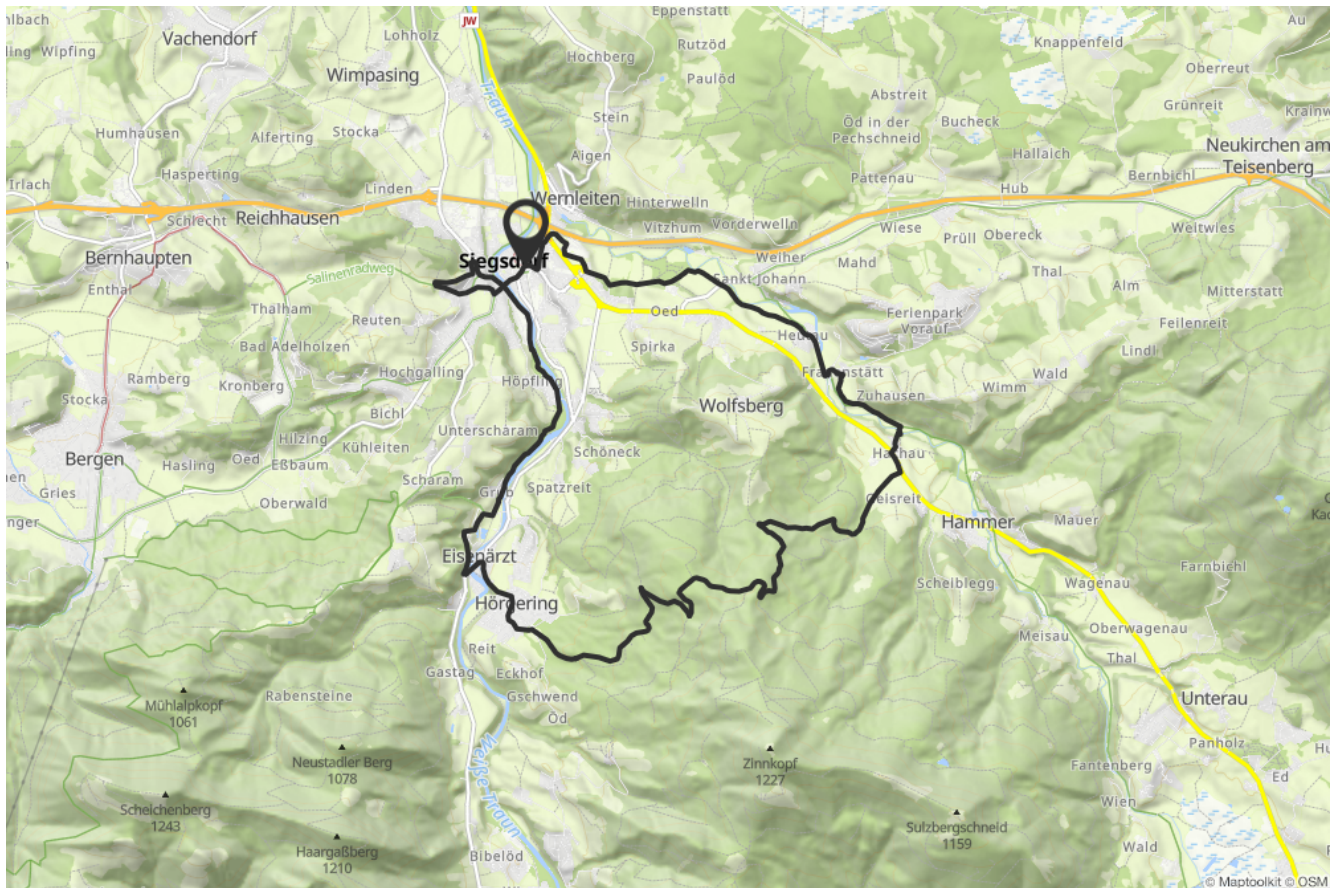 Eppenstatt
hlbach
JW
Au
Vachendorf
Lohholz
Rutzöd
Knappenfeld
ling
Wipfing
Hochberg
Oberreut
Wimpasing
Paulöd
Traun
Abstreit
Grünreit
Stein
Bucheck
Krainw
Humhausen
Alferting
Stocka
Öd in der
Pechschneid
Neukirchen am
Teisenberg
Aigen
Hallaich
Hasperting
Pattenau
Bernbichl
Irlach
Linden
Wernleiten
Hinterwelln
Hub
Schlecht
Reichhausen
Vitzhum
Vorderwelln
Wiese
Weitwies
Prüll
Obereck
Bernhaupten
Siegsdorf
Weiher
Mahd
Salinenradweg
Sankt Johann
Thal
Enthal
Alm
Mitterstatt
Thalham
Oed
Ferienpark
Vorauf
Reuten
Fellenreit
Heutau
Bad Adelholzen
Spirka
Lindl
Ramberg
Kronberg
Hochgalling
Höpfling
Wald
Wimm
Stocka
Zuhausen
Wolfsberg
Bichl
Unterscharam
Hilzing
Kühleiten
Schöneck
Bergen
Oed
Eßbaum
Hasling
Scharam
Gries
Grub
Spatzreit
Geisreit
Oberwald
Hammer
Mauer
Eisenärzt
Farnbichl
Scheiblegg
Wagenau
Hörgering
Oberwagenau
Meisau
Reit
Thal
Gastag
Eckhof
Gschwend
Rabensteine
Unterau
Mühlalpkopf
1061
Öd
Panholz
Neustadler Berg
1078
Zinnkopf
1227
Fantenberg
Ed
Weiße Traun
Wien
Scheichenberg
1243
Sulzbergschneid
1159
Haargaßberg
1210
Wald
Bibelöd
© Maptoolkit © OSM